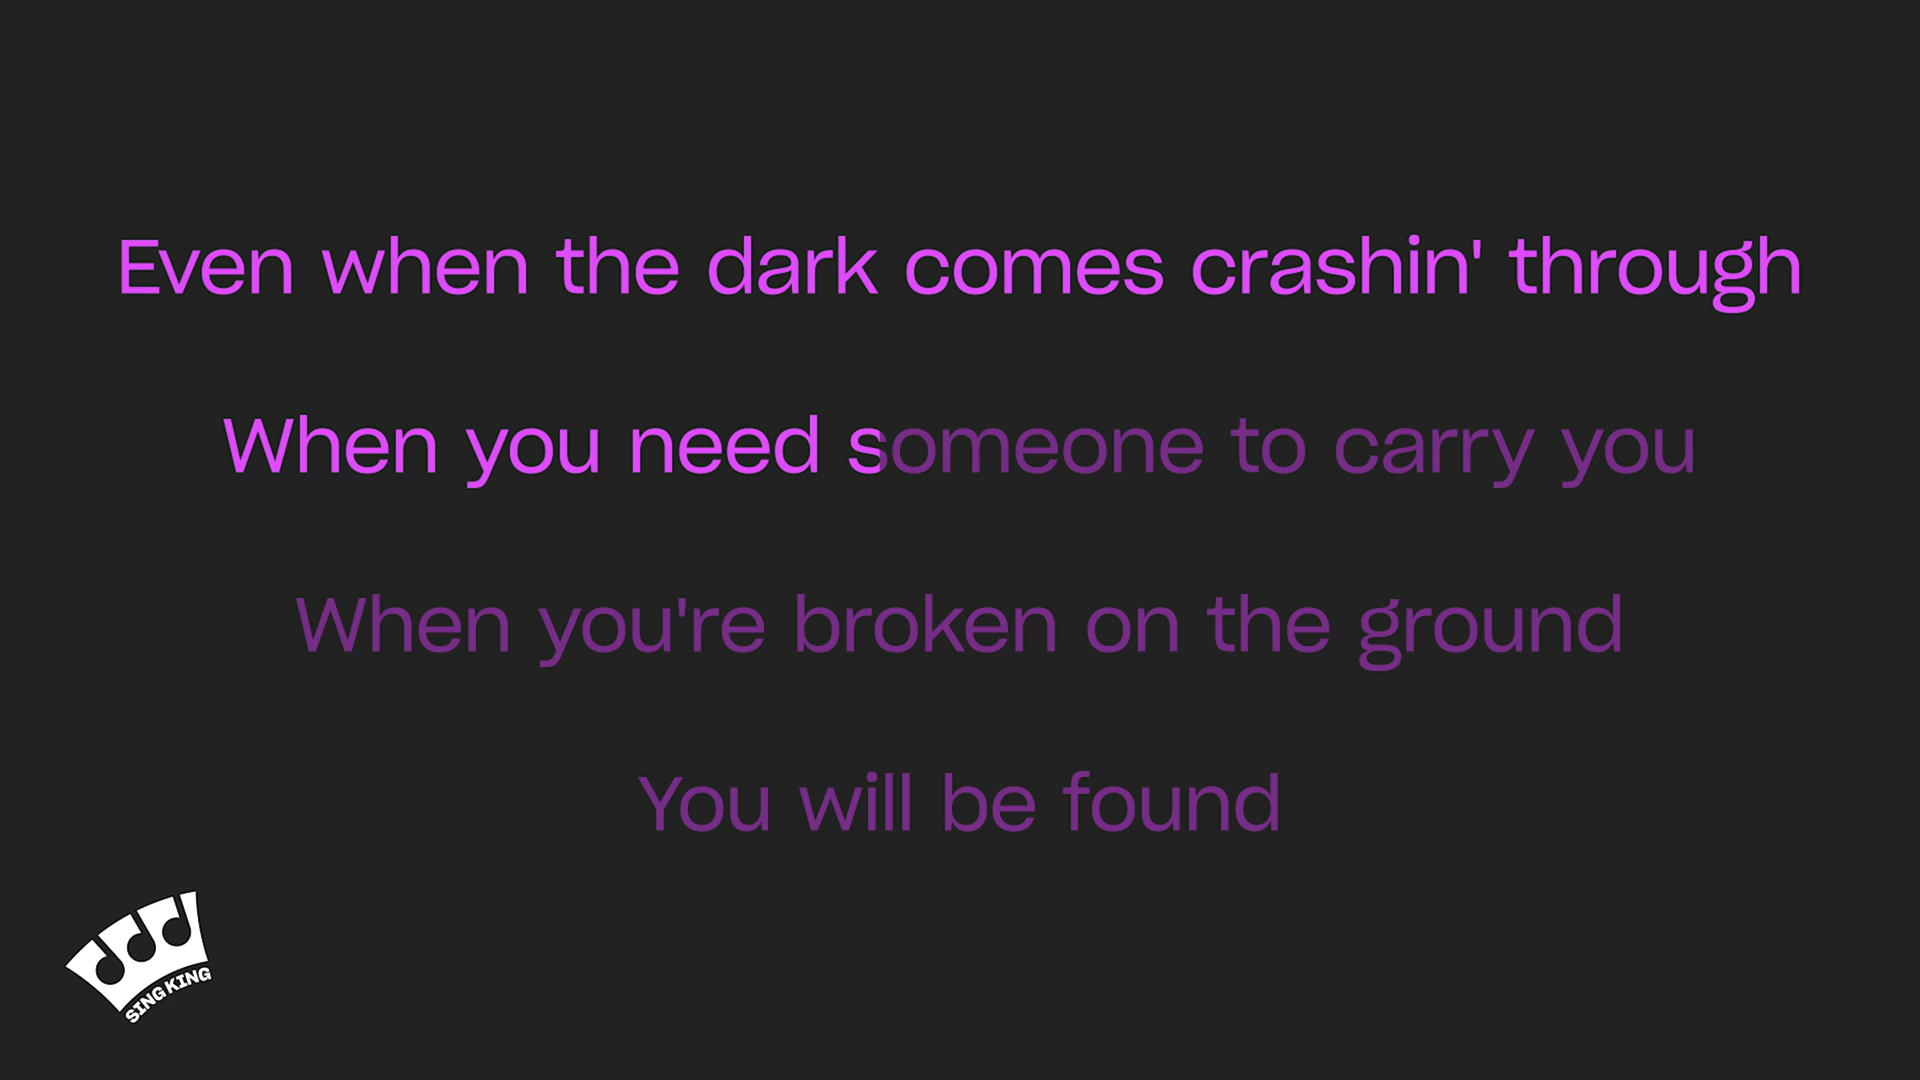 Even when the dark comes crashin' through
When you need someone to carry you
When you're broken on the ground
You will be found
SING KING